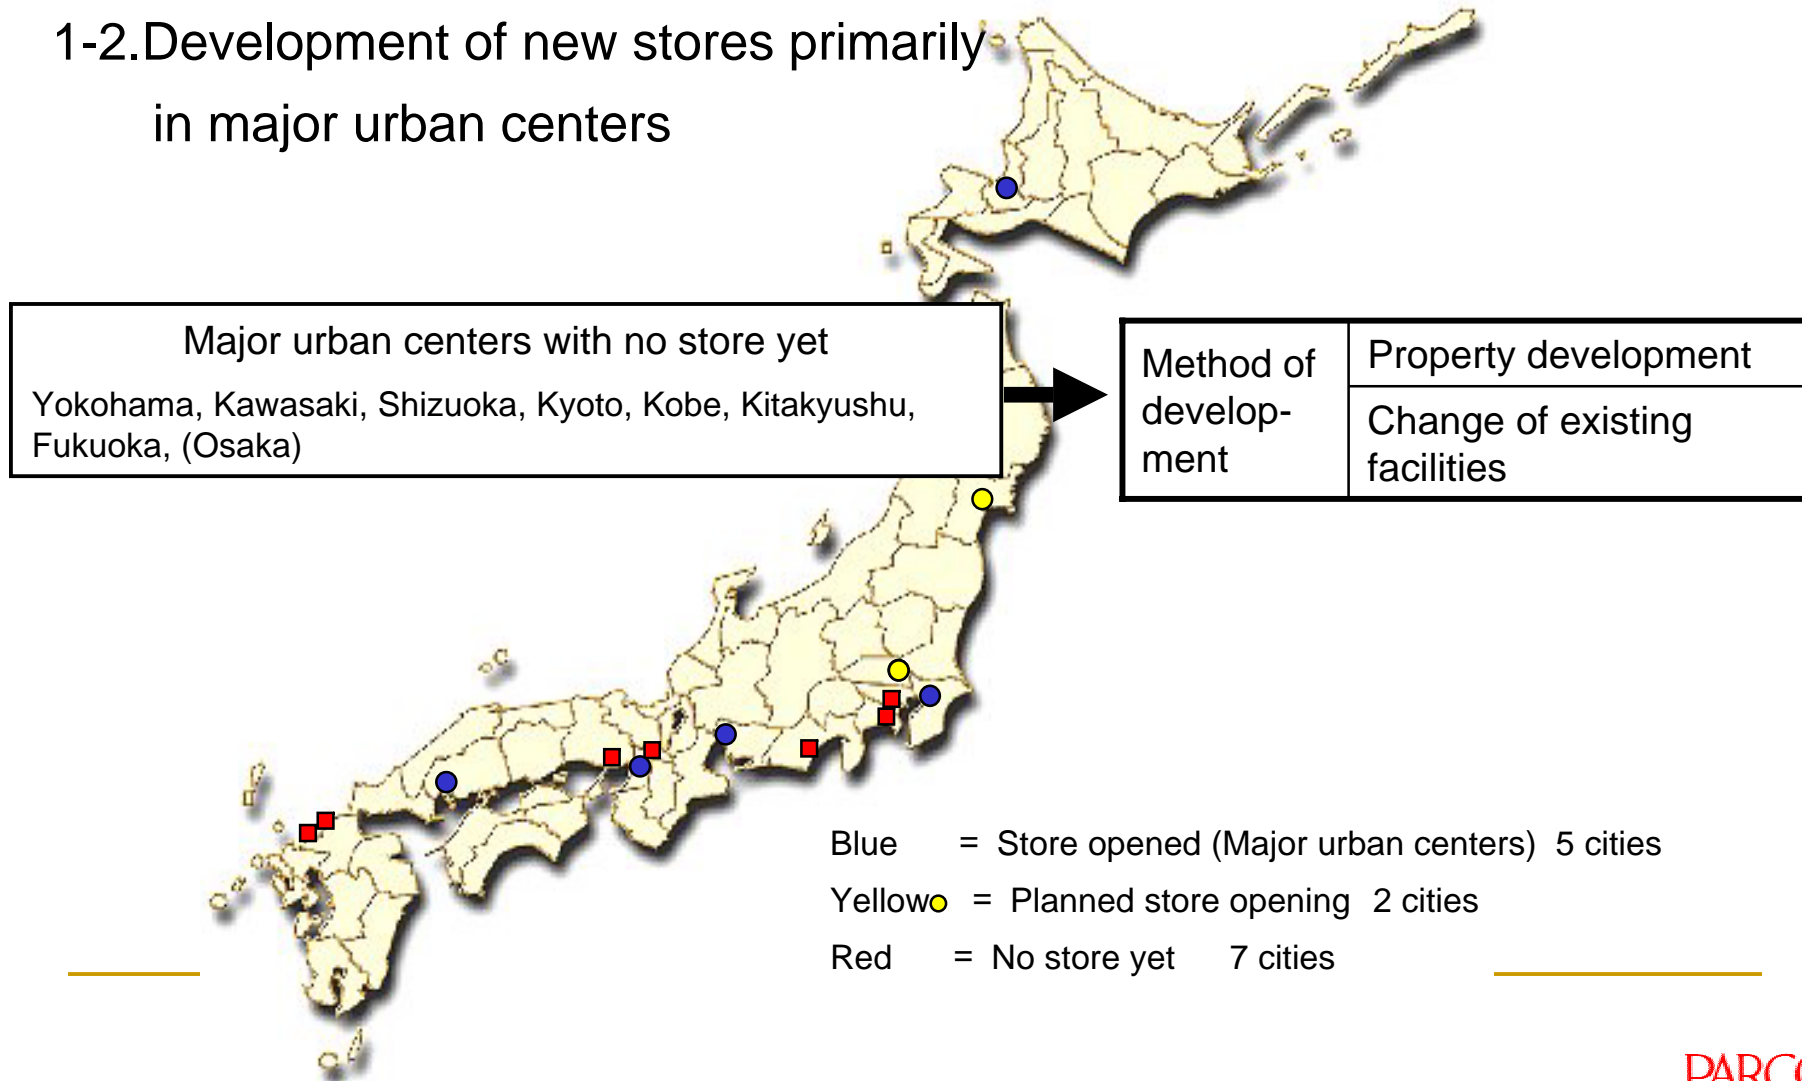 1-2.Development of new stores primarily
in major urban centers
Major urban centers with no store yet
Yokohama, Kawasaki, Shizuoka, Kyoto, Kobe, Kitakyushu,
Fukuoka, (Osaka)
Method of
develop-
ment
Property development
Change of existing
facilities
Blue = Store opened (Major urban centers) 5 cities
Yellow = Planned store opening 2 cities
Red = No store yet 7 cities
PARCO